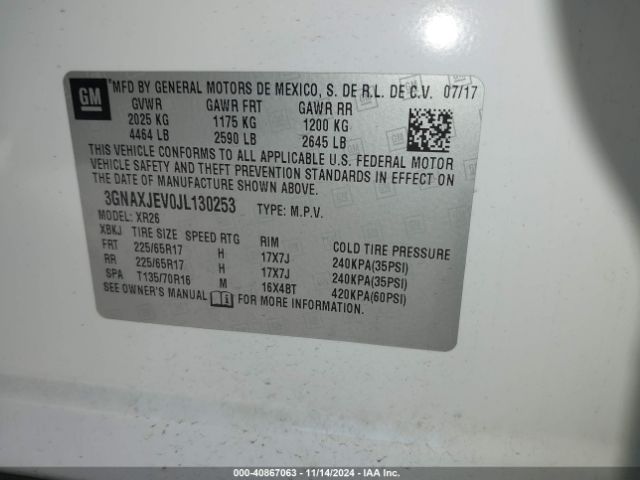 GM
*MFD BY GENERAL MOTORS DE MEXICO, S. DE R.L. DE C.V. 07/17
GVWR GAWR FRT GAWR RR
2025 KG 1175 KG 1200 KG
4464 LB 2590 LB 2645 LB
THIS VEHICLE CONFORMS TO ALL APPLICABLE U.S. FEDERAL MOTOR
VEHICLE SAFETY AND THEFT PREVENTION STANDARDS IN EFFECT ON
THE DATE OF MANUFACTURE SHOWN ABOVE.
3GNAXJEV0JL130253 TYPE: M.P.V.
MODEL: XR26
XBKJ TIRE SIZE SPEED RTG RIM COLD TIRE PRESSURE
FRT 225/65R17 H 17X7J 240KPA(35PSI)
RR 225/65R17 H 17X7J 240KPA(35PSI)
SPA T135/70R16 M 16X4BT 420KPA(60PSI)
SEE OWNER'S MANUAL FOR MORE INFORMATION.
000-40867063 - 11/14/2024 - IAA Inc.